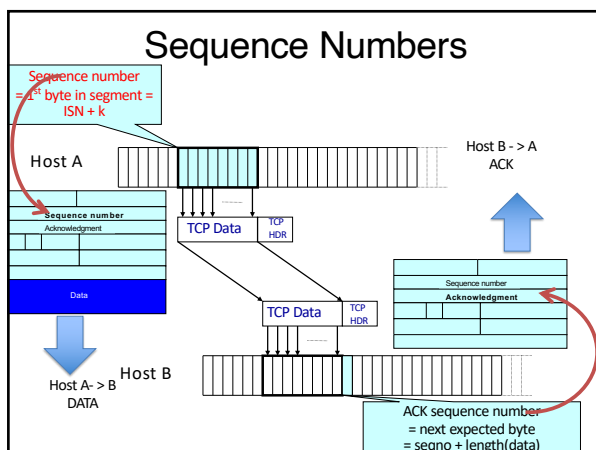 Sequence Numbers
Sequence number
= 1st byte in segment =
ISN + k
Host A
Host B - > A
ACK
Sequence number
Acknowledgment
Data
TCP Data
TCP
HDR
Sequence number
Acknowledgment
TCP Data
TCP
HDR
Host A- > B
DATA
Host B
ACK sequence number
= next expected byte
= seqno + length(data)